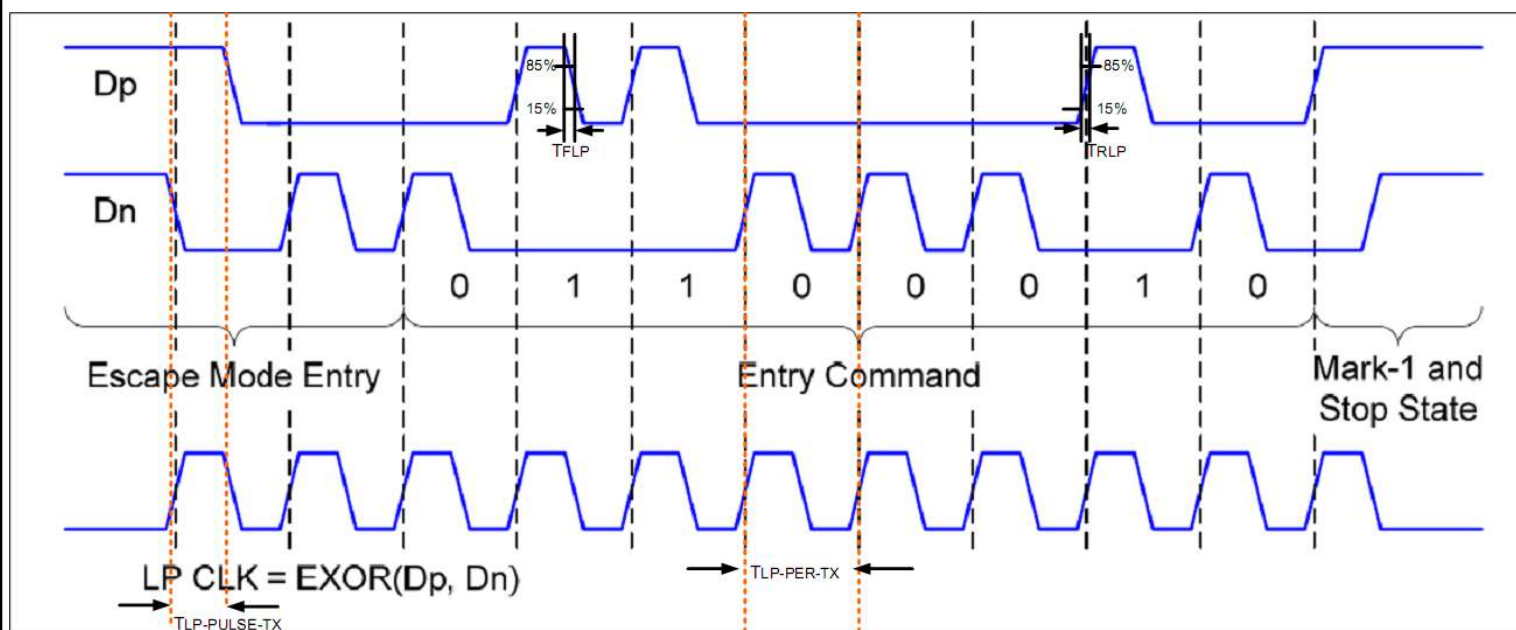 Dp
85%
15%
TFLP
85%
15%
TRLP
Dn
0 1 1 0 0 0 1 0
Escape Mode Entry
Entry Command
Mark-1 and
Stop State
LP CLK = EXOR(Dp, Dn)
TLP-PER-TX
TLP-PULSE-TX